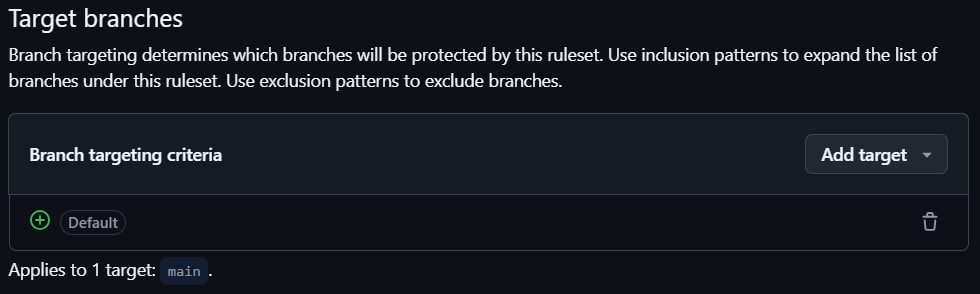 Target branches
Branch targeting determines which branches will be protected by this ruleset. Use inclusion patterns to expand the list of
branches under this ruleset. Use exclusion patterns to exclude branches.
Branch targeting criteria
Add target
Default
Applies to 1 target: main.